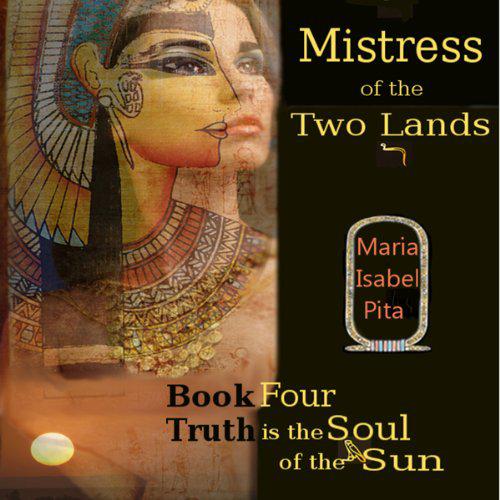 Mistress
of the
Two Lands
Maria
Isabel
Pita
Book Four
Truth is the Soul
of the Sun